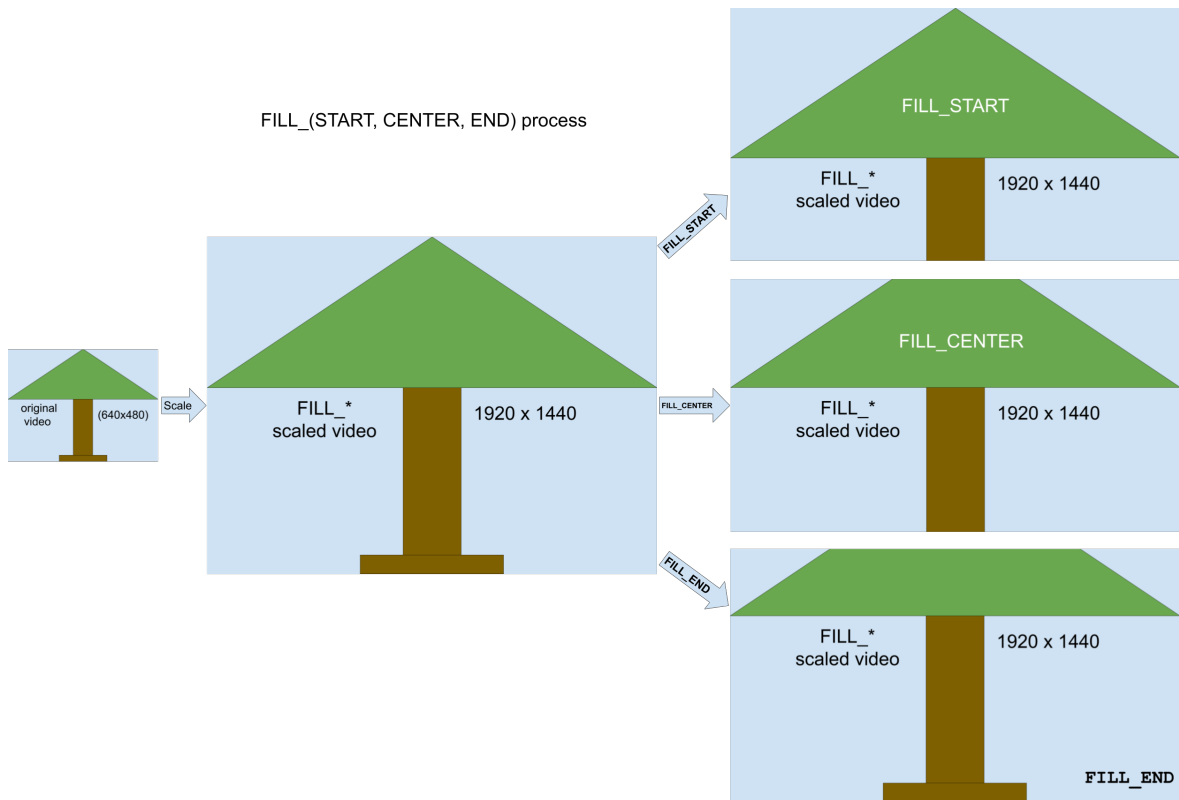 FILL_(START, CENTER, END) process
original
video
(640x480)
Scale
FILL_*
scaled video
1920 x 1440
FILL_START
FILL_CENTER
FILL_END
FILL_START
FILL_*
scaled video
1920 x 1440
FILL_CENTER
FILL_*
scaled video
1920 x 1440
FILL_*
scaled video
1920 x 1440
FILL_END